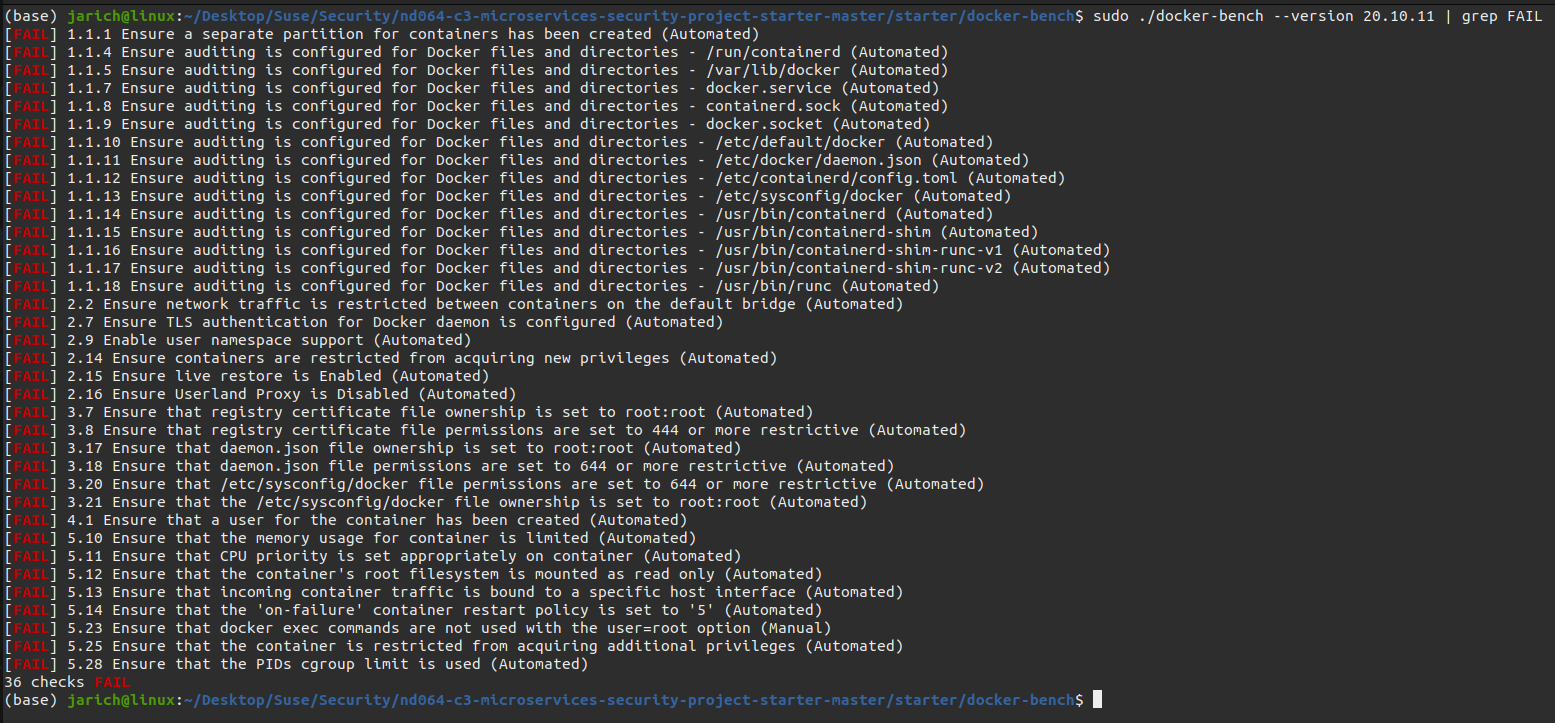 (base) jarich@linux:~/Desktop/Suse/Security/nd064-c3-microservices-security-project-starter-master/starter/docker-bench$ sudo ./docker-bench --version 20.10.11 | grep FAIL
[FAIL] 1.1.1 Ensure a separate partition for containers has been created (Automated)
[FAIL] 1.1.4 Ensure auditing is configured for Docker files and directories - /run/containerd (Automated)
[FAIL] 1.1.5 Ensure auditing is configured for Docker files and directories - /var/lib/docker (Automated)
[FAIL] 1.1.7 Ensure auditing is configured for Docker files and directories - docker.service (Automated)
[FAIL] 1.1.8 Ensure auditing is configured for Docker files and directories - containerd.sock (Automated)
[FAIL] 1.1.9 Ensure auditing is configured for Docker files and directories - docker.socket (Automated)
[FAIL] 1.1.10 Ensure auditing is configured for Docker files and directories - /etc/default/docker (Automated)
[FAIL] 1.1.11 Ensure auditing is configured for Docker files and directories - /etc/docker/daemon.json (Automated)
[FAIL] 1.1.12 Ensure auditing is configured for Docker files and directories - /etc/containerd/config.toml (Automated)
[FAIL] 1.1.13 Ensure auditing is configured for Docker files and directories - /etc/sysconfig/docker (Automated)
[FAIL] 1.1.14 Ensure auditing is configured for Docker files and directories - /usr/bin/containerd (Automated)
[FAIL] 1.1.15 Ensure auditing is configured for Docker files and directories - /usr/bin/containerd-shim (Automated)
[FAIL] 1.1.16 Ensure auditing is configured for Docker files and directories - /usr/bin/containerd-shim-runc-v1 (Automated)
[FAIL] 1.1.17 Ensure auditing is configured for Docker files and directories - /usr/bin/containerd-shim-runc-v2 (Automated)
[FAIL] 1.1.18 Ensure auditing is configured for Docker files and directories - /usr/bin/runc (Automated)
[FAIL] 2.2 Ensure network traffic is restricted between containers on the default bridge (Automated)
[FAIL] 2.7 Ensure TLS authentication for Docker daemon is configured (Automated)
[FAIL] 2.9 Enable user namespace support (Automated)
[FAIL] 2.14 Ensure containers are restricted from acquiring new privileges (Automated)
[FAIL] 2.15 Ensure live restore is Enabled (Automated)
[FAIL] 2.16 Ensure Userland Proxy is Disabled (Automated)
[FAIL] 3.7 Ensure that registry certificate file ownership is set to root:root (Automated)
[FAIL] 3.8 Ensure that registry certificate file permissions are set to 444 or more restrictive (Automated)
[FAIL] 3.17 Ensure that daemon.json file ownership is set to root:root (Automated)
[FAIL] 3.18 Ensure that daemon.json file permissions are set to 644 or more restrictive (Automated)
[FAIL] 3.20 Ensure that /etc/sysconfig/docker file permissions are set to 644 or more restrictive (Automated)
[FAIL] 3.21 Ensure that the /etc/sysconfig/docker file ownership is set to root:root (Automated)
[FAIL] 4.1 Ensure that a user for the container has been created (Automated)
[FAIL] 5.10 Ensure that the memory usage for container is limited (Automated)
[FAIL] 5.11 Ensure that CPU priority is set appropriately on container (Automated)
[FAIL] 5.12 Ensure that the container's root filesystem is mounted as read only (Automated)
[FAIL] 5.13 Ensure that incoming container traffic is bound to a specific host interface (Automated)
[FAIL] 5.14 Ensure that the 'on-failure' container restart policy is set to '5' (Automated)
[FAIL] 5.23 Ensure that docker exec commands are not used with the user=root option (Manual)
[FAIL] 5.25 Ensure that the container is restricted from acquiring additional privileges (Automated)
[FAIL] 5.28 Ensure that the PIDs cgroup limit is used (Automated)
36 checks FAIL
(base) jarich@linux:~/Desktop/Suse/Security/nd064-c3-microservices-security-project-starter-master/starter/docker-bench$